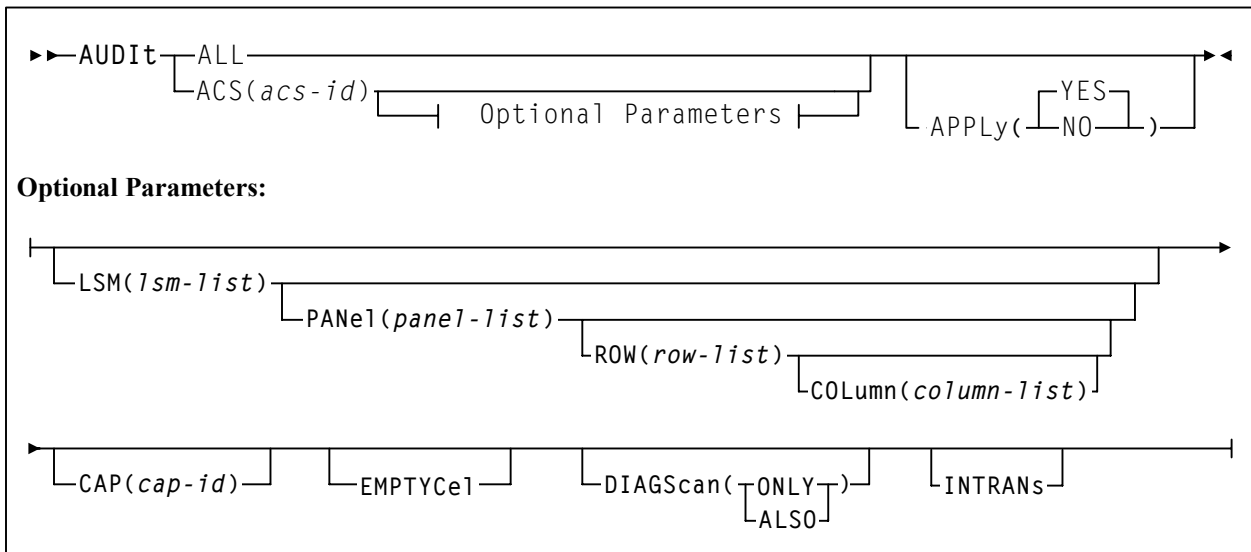 AUDIt ALL
ACS(acs-id)
Optional Parameters
YES
APPLy( NO )
Optional Parameters:
LSM(lsm-list)
PANel(panel-list)
ROW(row-list)
COLumn(column-list)
CAP(cap-id) EMPTYCel DIAGScan( ONLY ) INTRANs
ALSO